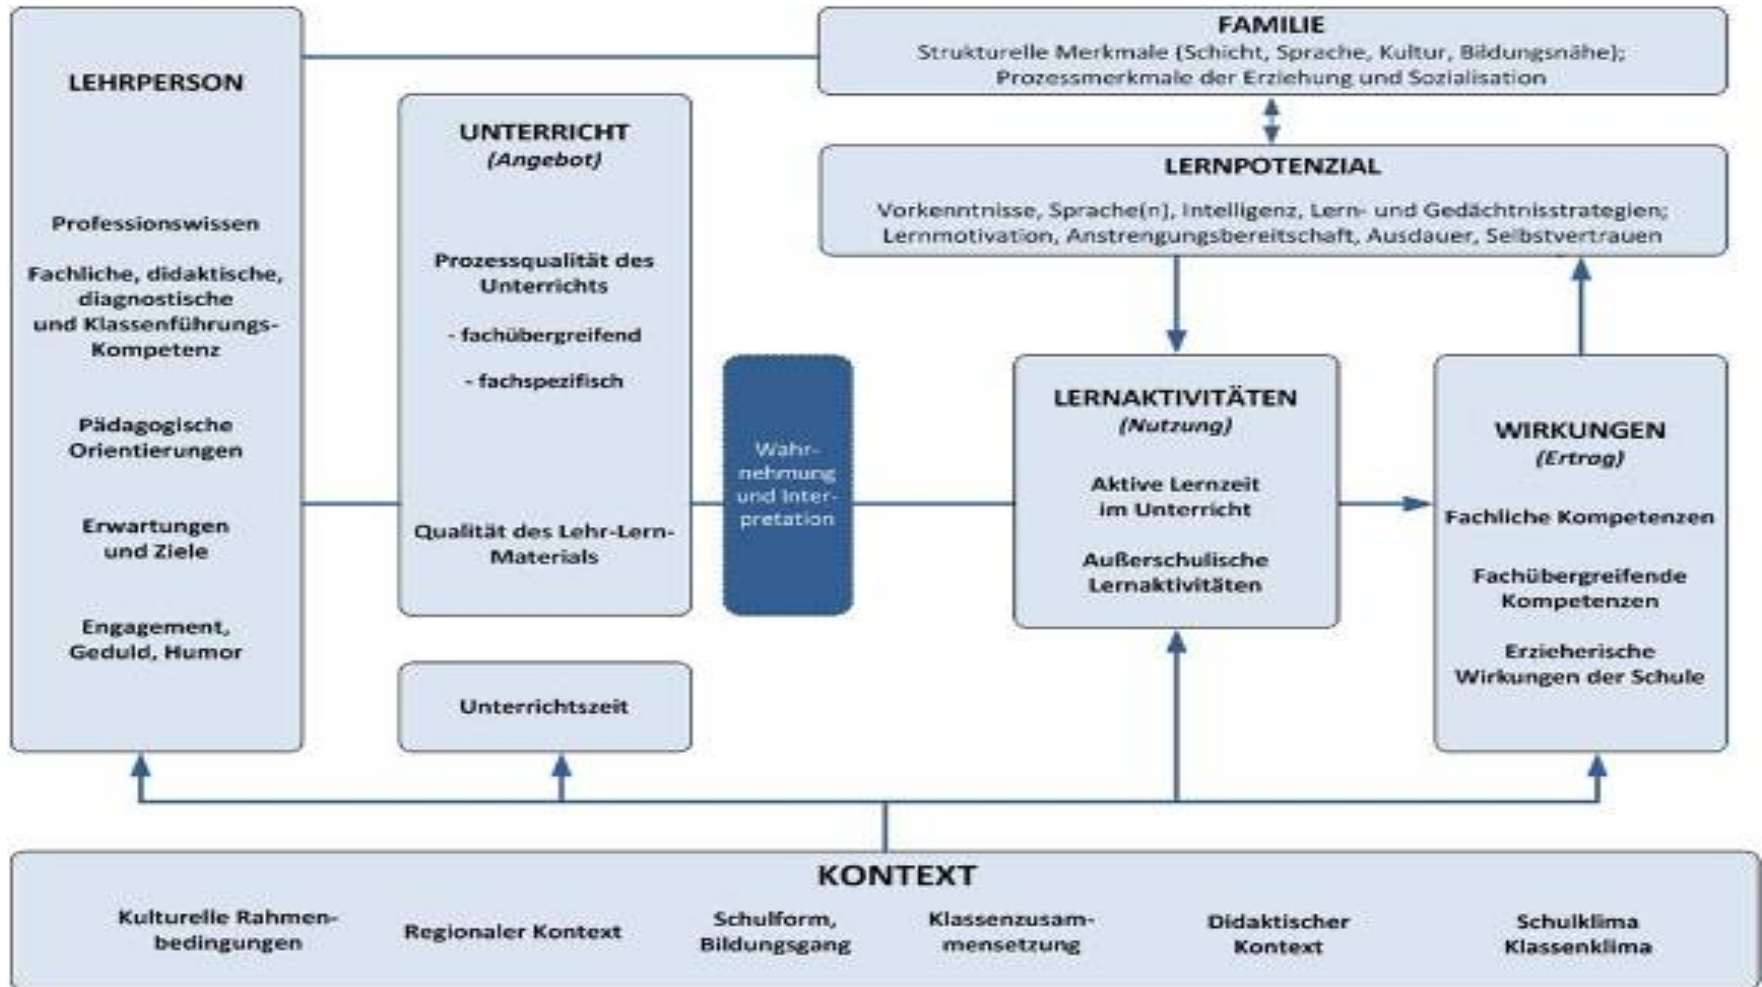 LEHRPERSON
Professionswissen
Fachliche, didaktische,
diagnostische
und Klassenführungs-
Kompetenz
Pädagogische
Orientierungen
Erwartungen
und Ziele
Engagement,
Geduld, Humor
UNTERRICHT
(Angebot)
Prozessqualität des
Unterrichts
- fachübergreifend
- fachspezifisch
Qualität des Lehr-Lern-
Materials
Unterrichtszeit
Wahr-
nehmung
und Inter-
pretation
FAMILIE
Strukturelle Merkmale (Schicht, Sprache, Kultur, Bildungsnähe);
Prozessmerkmale der Erziehung und Sozialisation
LERNPOTENZIAL
Vorkenntnisse, Sprache(n), Intelligenz, Lern- und Gedächtnisstrategien;
Lernmotivation, Anstrengungsbereitschaft, Ausdauer, Selbstvertrauen
LERNAKTIVITÄTEN
(Nutzung)
Aktive Lernzeit
im Unterricht
Außerschulische
Lernaktivitäten
WIRKUNGEN
(Ertrag)
Fachliche Kompetenzen
Fachübergreifende
Kompetenzen
Erzieherische
Wirkungen der Schule
KONTEXT
Kulturelle Rahmen-
bedingungen
Regionaler Kontext
Schulform,
Bildungsgang
Klassenzusam-
mensetzung
Didaktischer
Kontext
Schulklima
Klassenklima